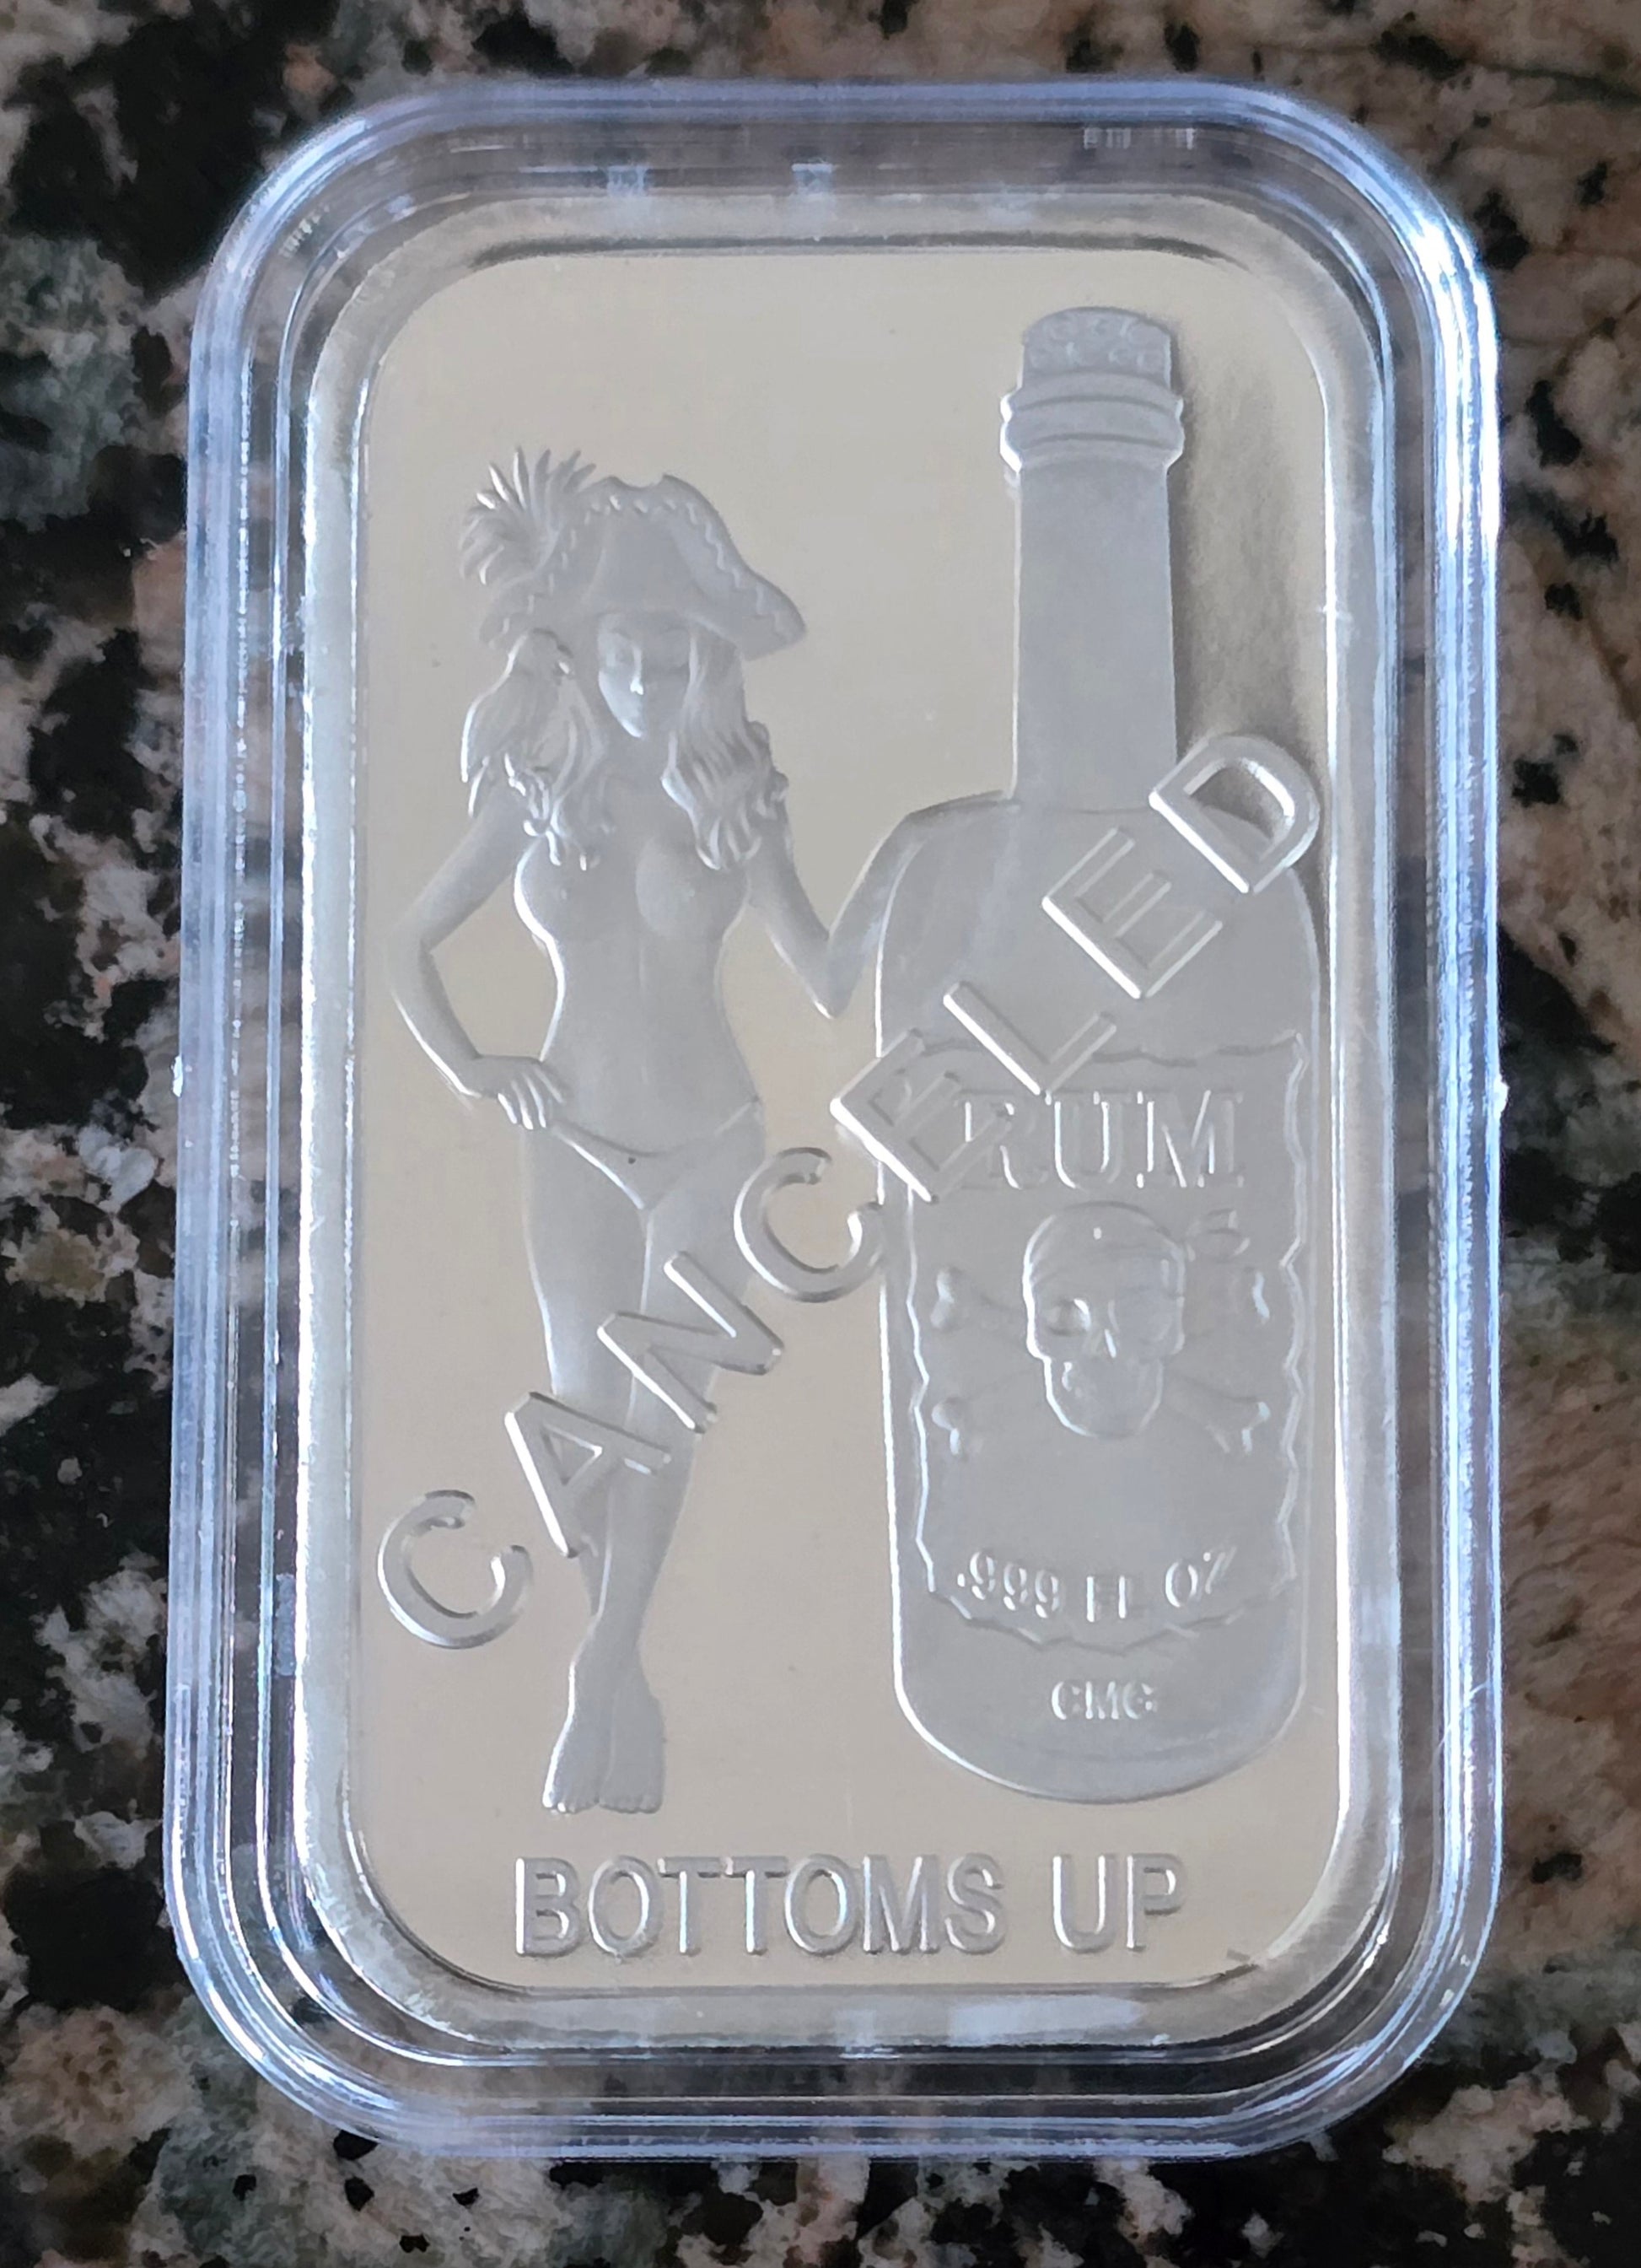 CANCELED
RUM
.999 FL OZ
CMG
BOTTOMS UP